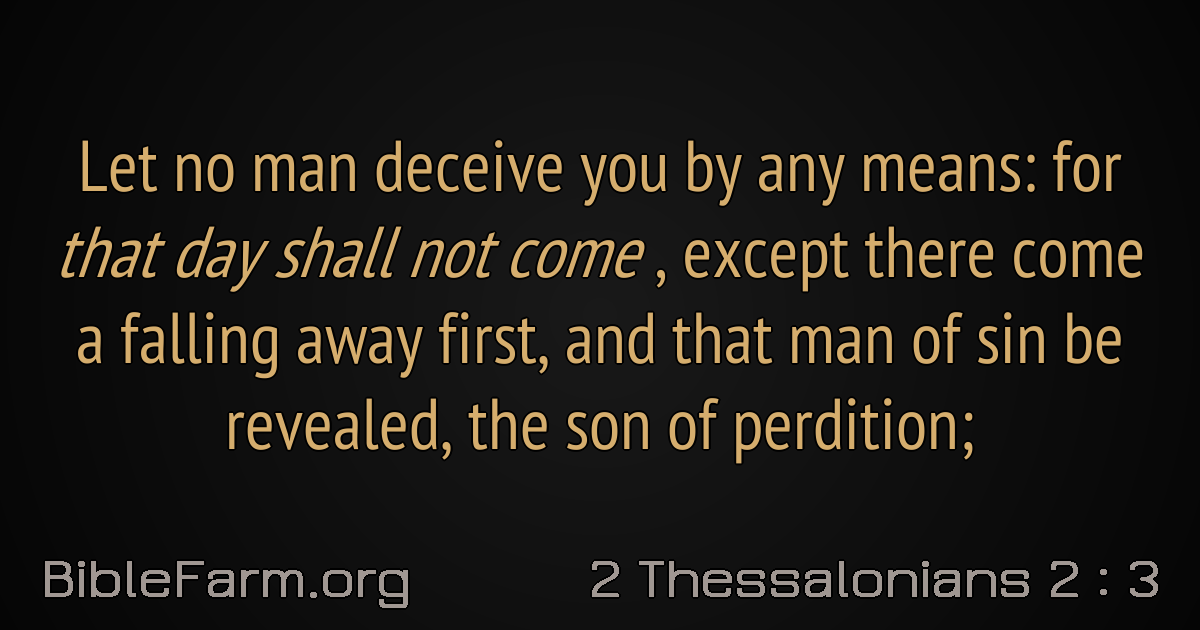 Let no man deceive you by any means: for
that day shall not come , except there come
a falling away first, and that man of sin be
revealed, the son of perdition;
BibleFarm.org
2 Thessalonians 2 : 3